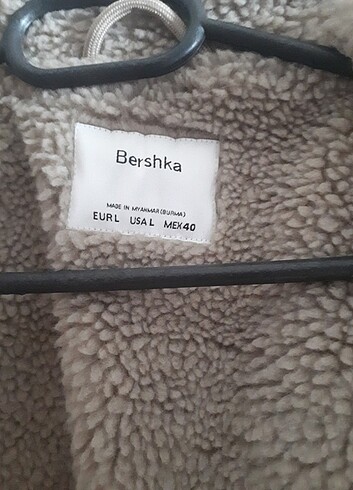 Bershka
MADE IN MYANMAR (BURMA)
EUR L USA L MEX 40